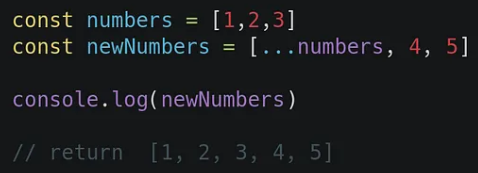 const numbers = [1,2,3]
const newNumbers = [...numbers, 4, 5]
console.log(newNumbers)
// return  [1, 2, 3, 4, 5]